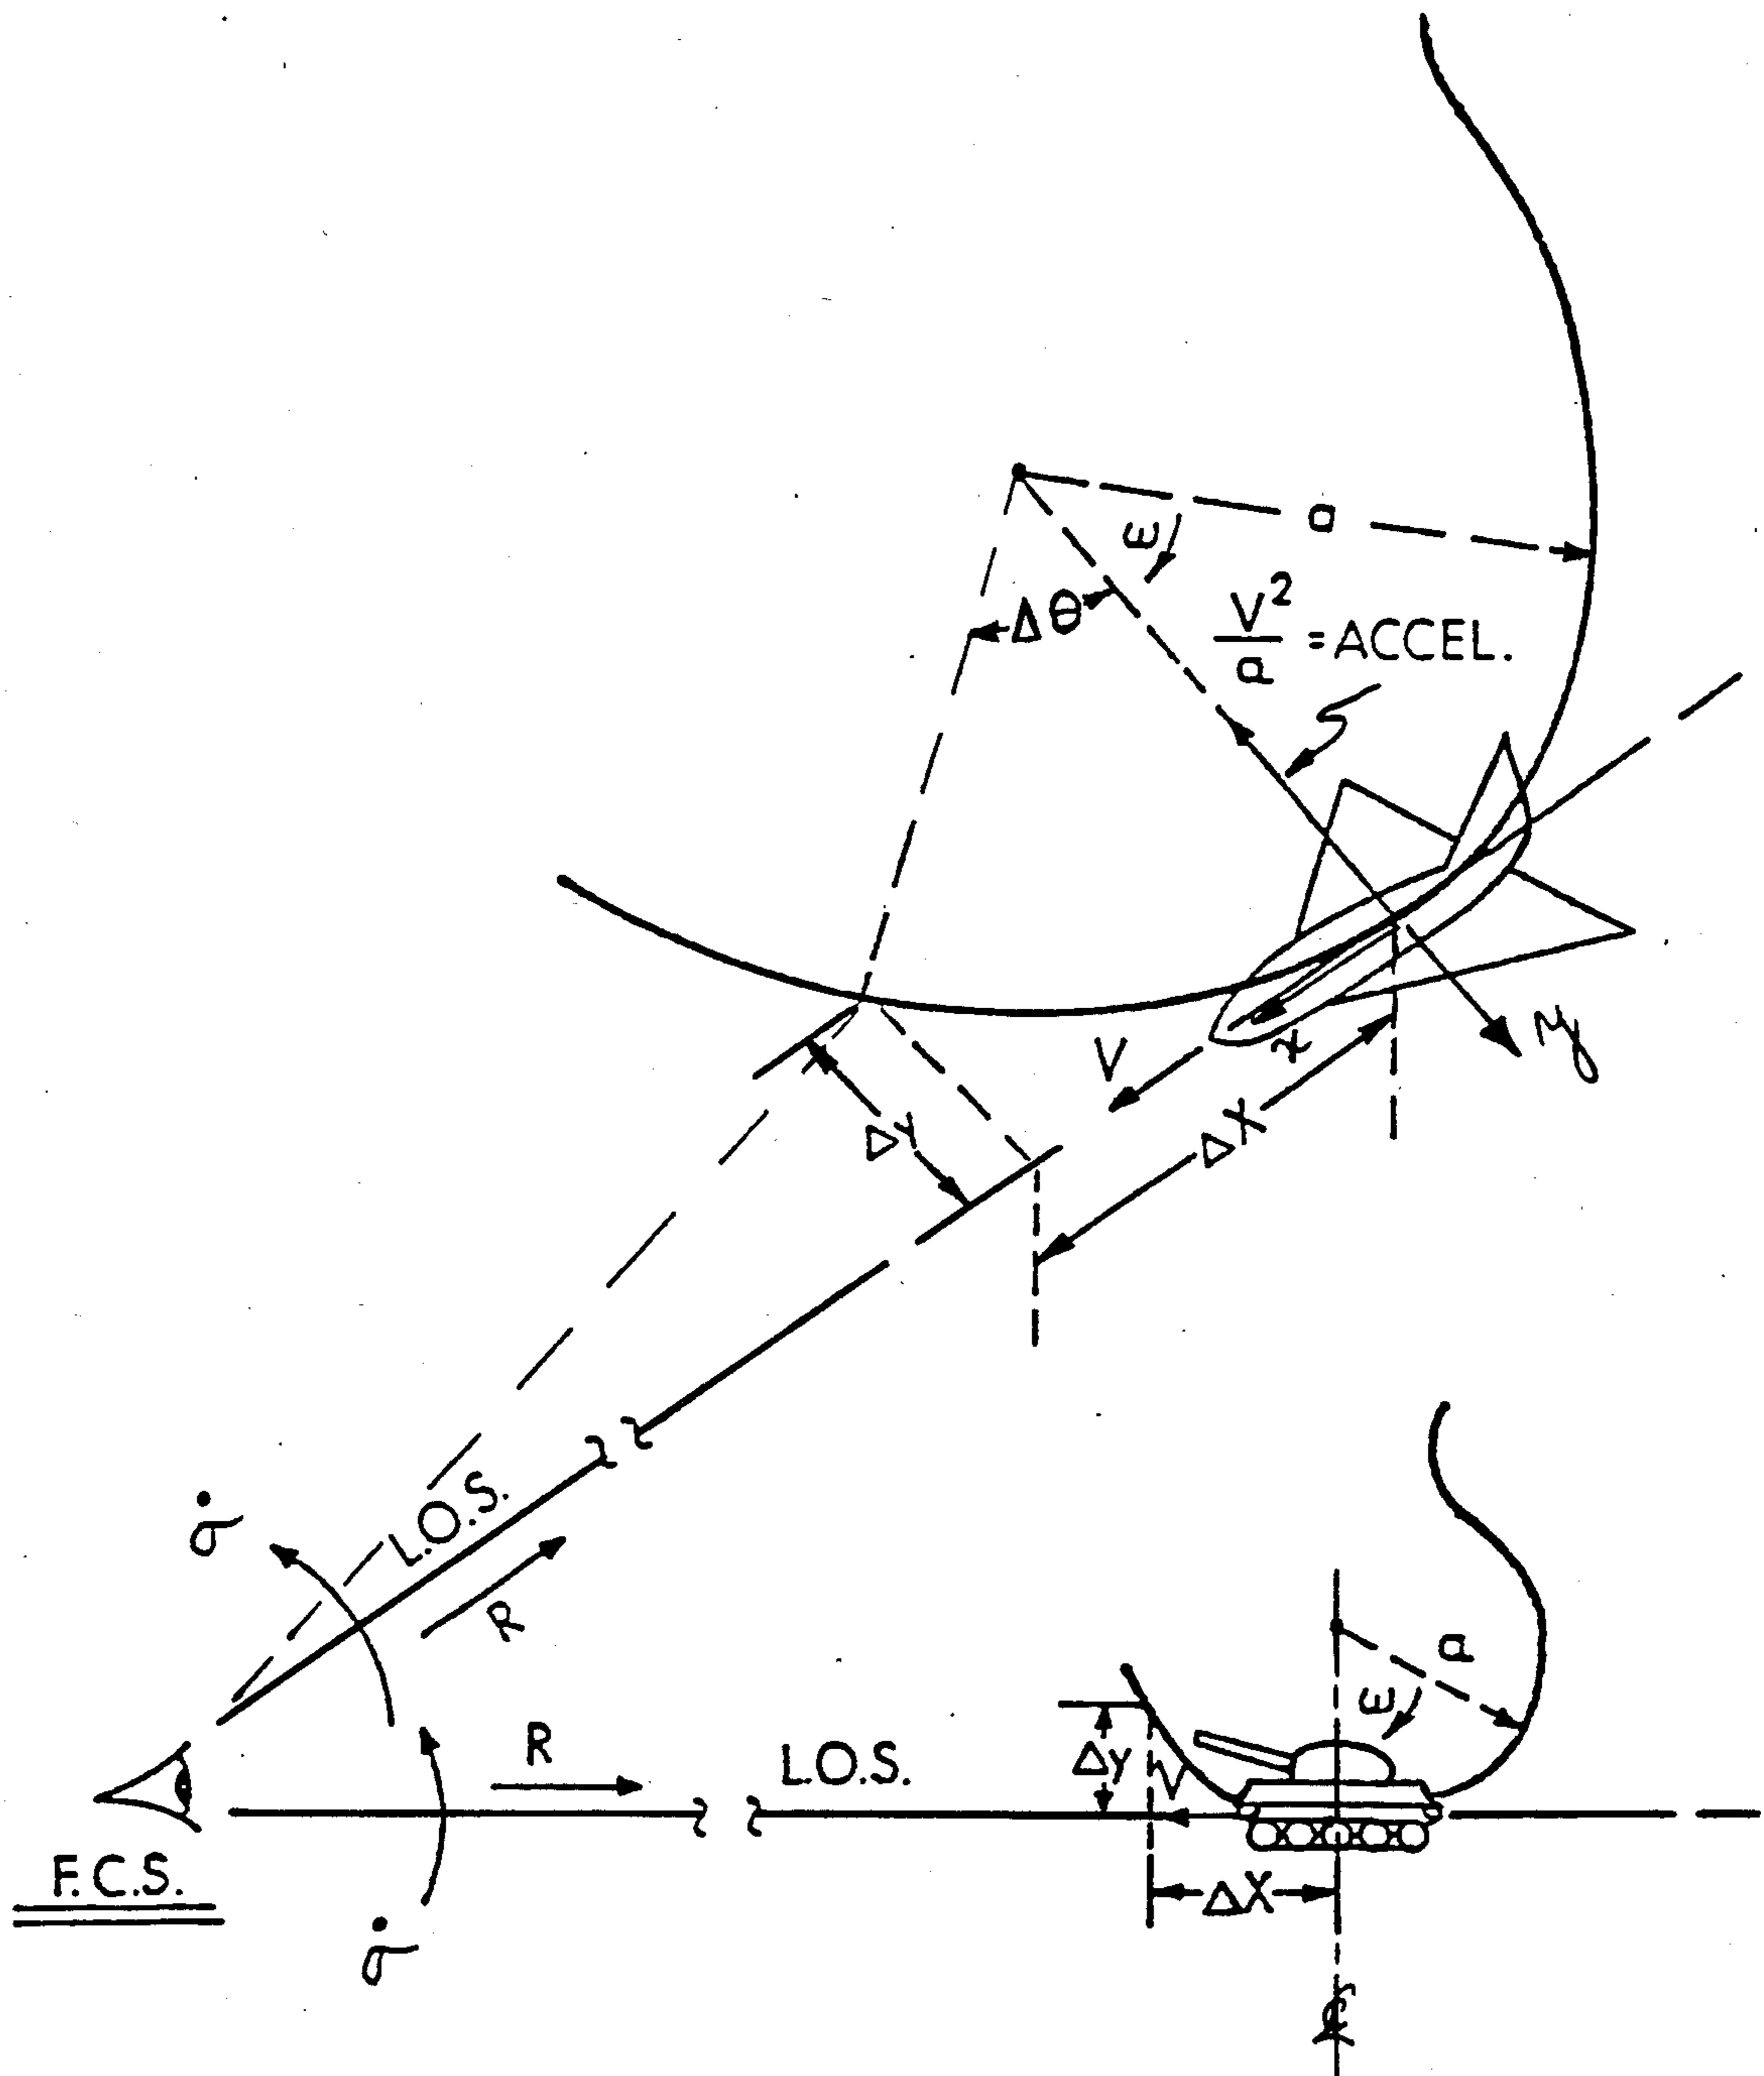 a
ω
Δθ
V²/a = ACCEL.
y
V
x
ΔY
ΔX
σ̇
L.O.S.
R
R
L.O.S.
a
ω
Δy
F.C.S.
ΔX
σ̇
℄